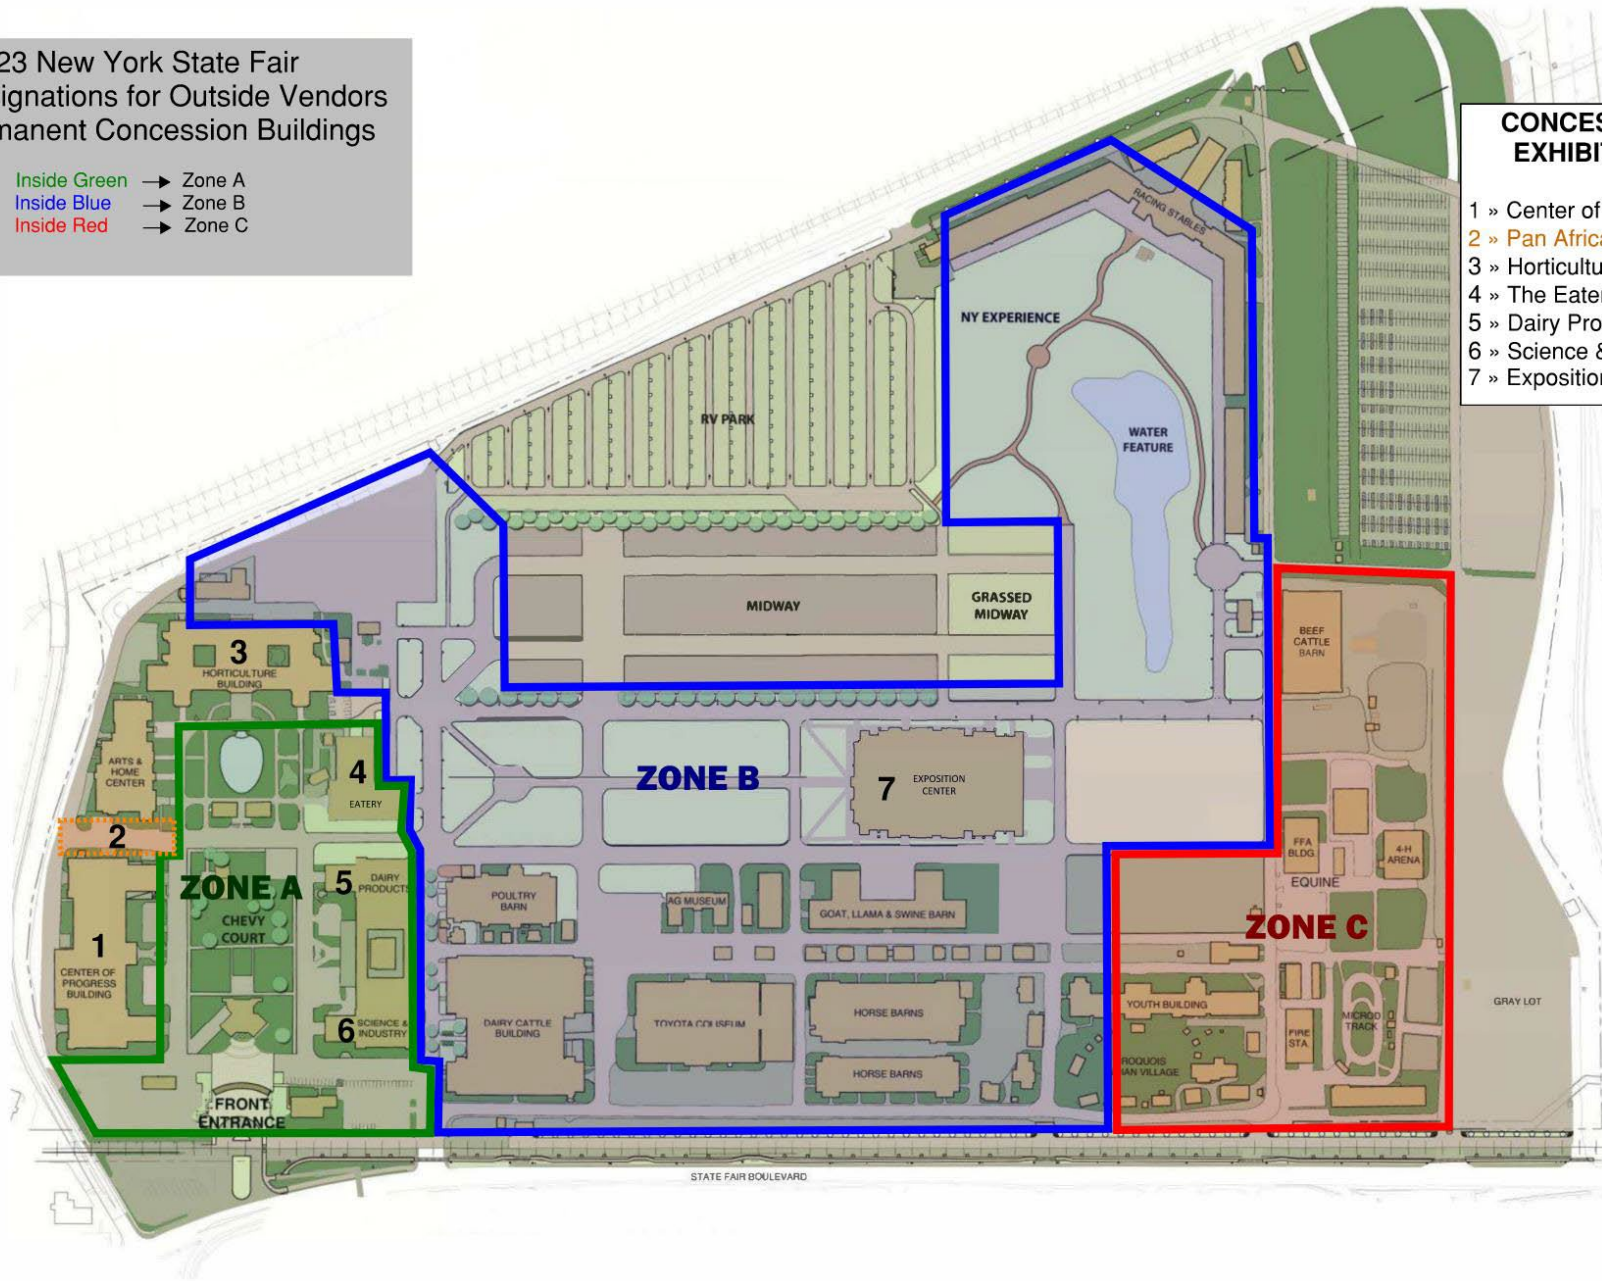 23 New York State Fair
ignations for Outside Vendors
manent Concession Buildings
Inside Green → Zone A
Inside Blue → Zone B
Inside Red → Zone C
CONCES
EXHIBI
1 » Center of
2 » Pan Afric
3 » Horticultu
4 » The Eate
5 » Dairy Pro
6 » Science &
7 » Exposition
RACING STABLES
NY EXPERIENCE
WATER
FEATURE
RV PARK
MIDWAY
GRASSED
MIDWAY
BEEF
CATTLE
BARN
3
HORTICULTURE
BUILDING
ARTS &
HOME
CENTER
4
EATERY
ZONE B
7
EXPOSITION
CENTER
2
FFA
BLDG.
4-H
ARENA
EQUINE
ZONE A
5
DAIRY
PRODUCTS
CHEVY
COURT
POULTRY
BARN
AG MUSEUM
GOAT, LLAMA & SWINE BARN
ZONE C
1
CENTER OF
PROGRESS
BUILDING
6
SCIENCE &
INDUSTRY
DAIRY CATTLE
BUILDING
TOYOTA COLISEUM
HORSE BARNS
YOUTH BUILDING
GRAY LOT
FIRE
STA.
MICROD
TRACK
HORSE BARNS
ROQUOIS
IAN VILLAGE
FRONT
ENTRANCE
STATE FAIR BOULEVARD